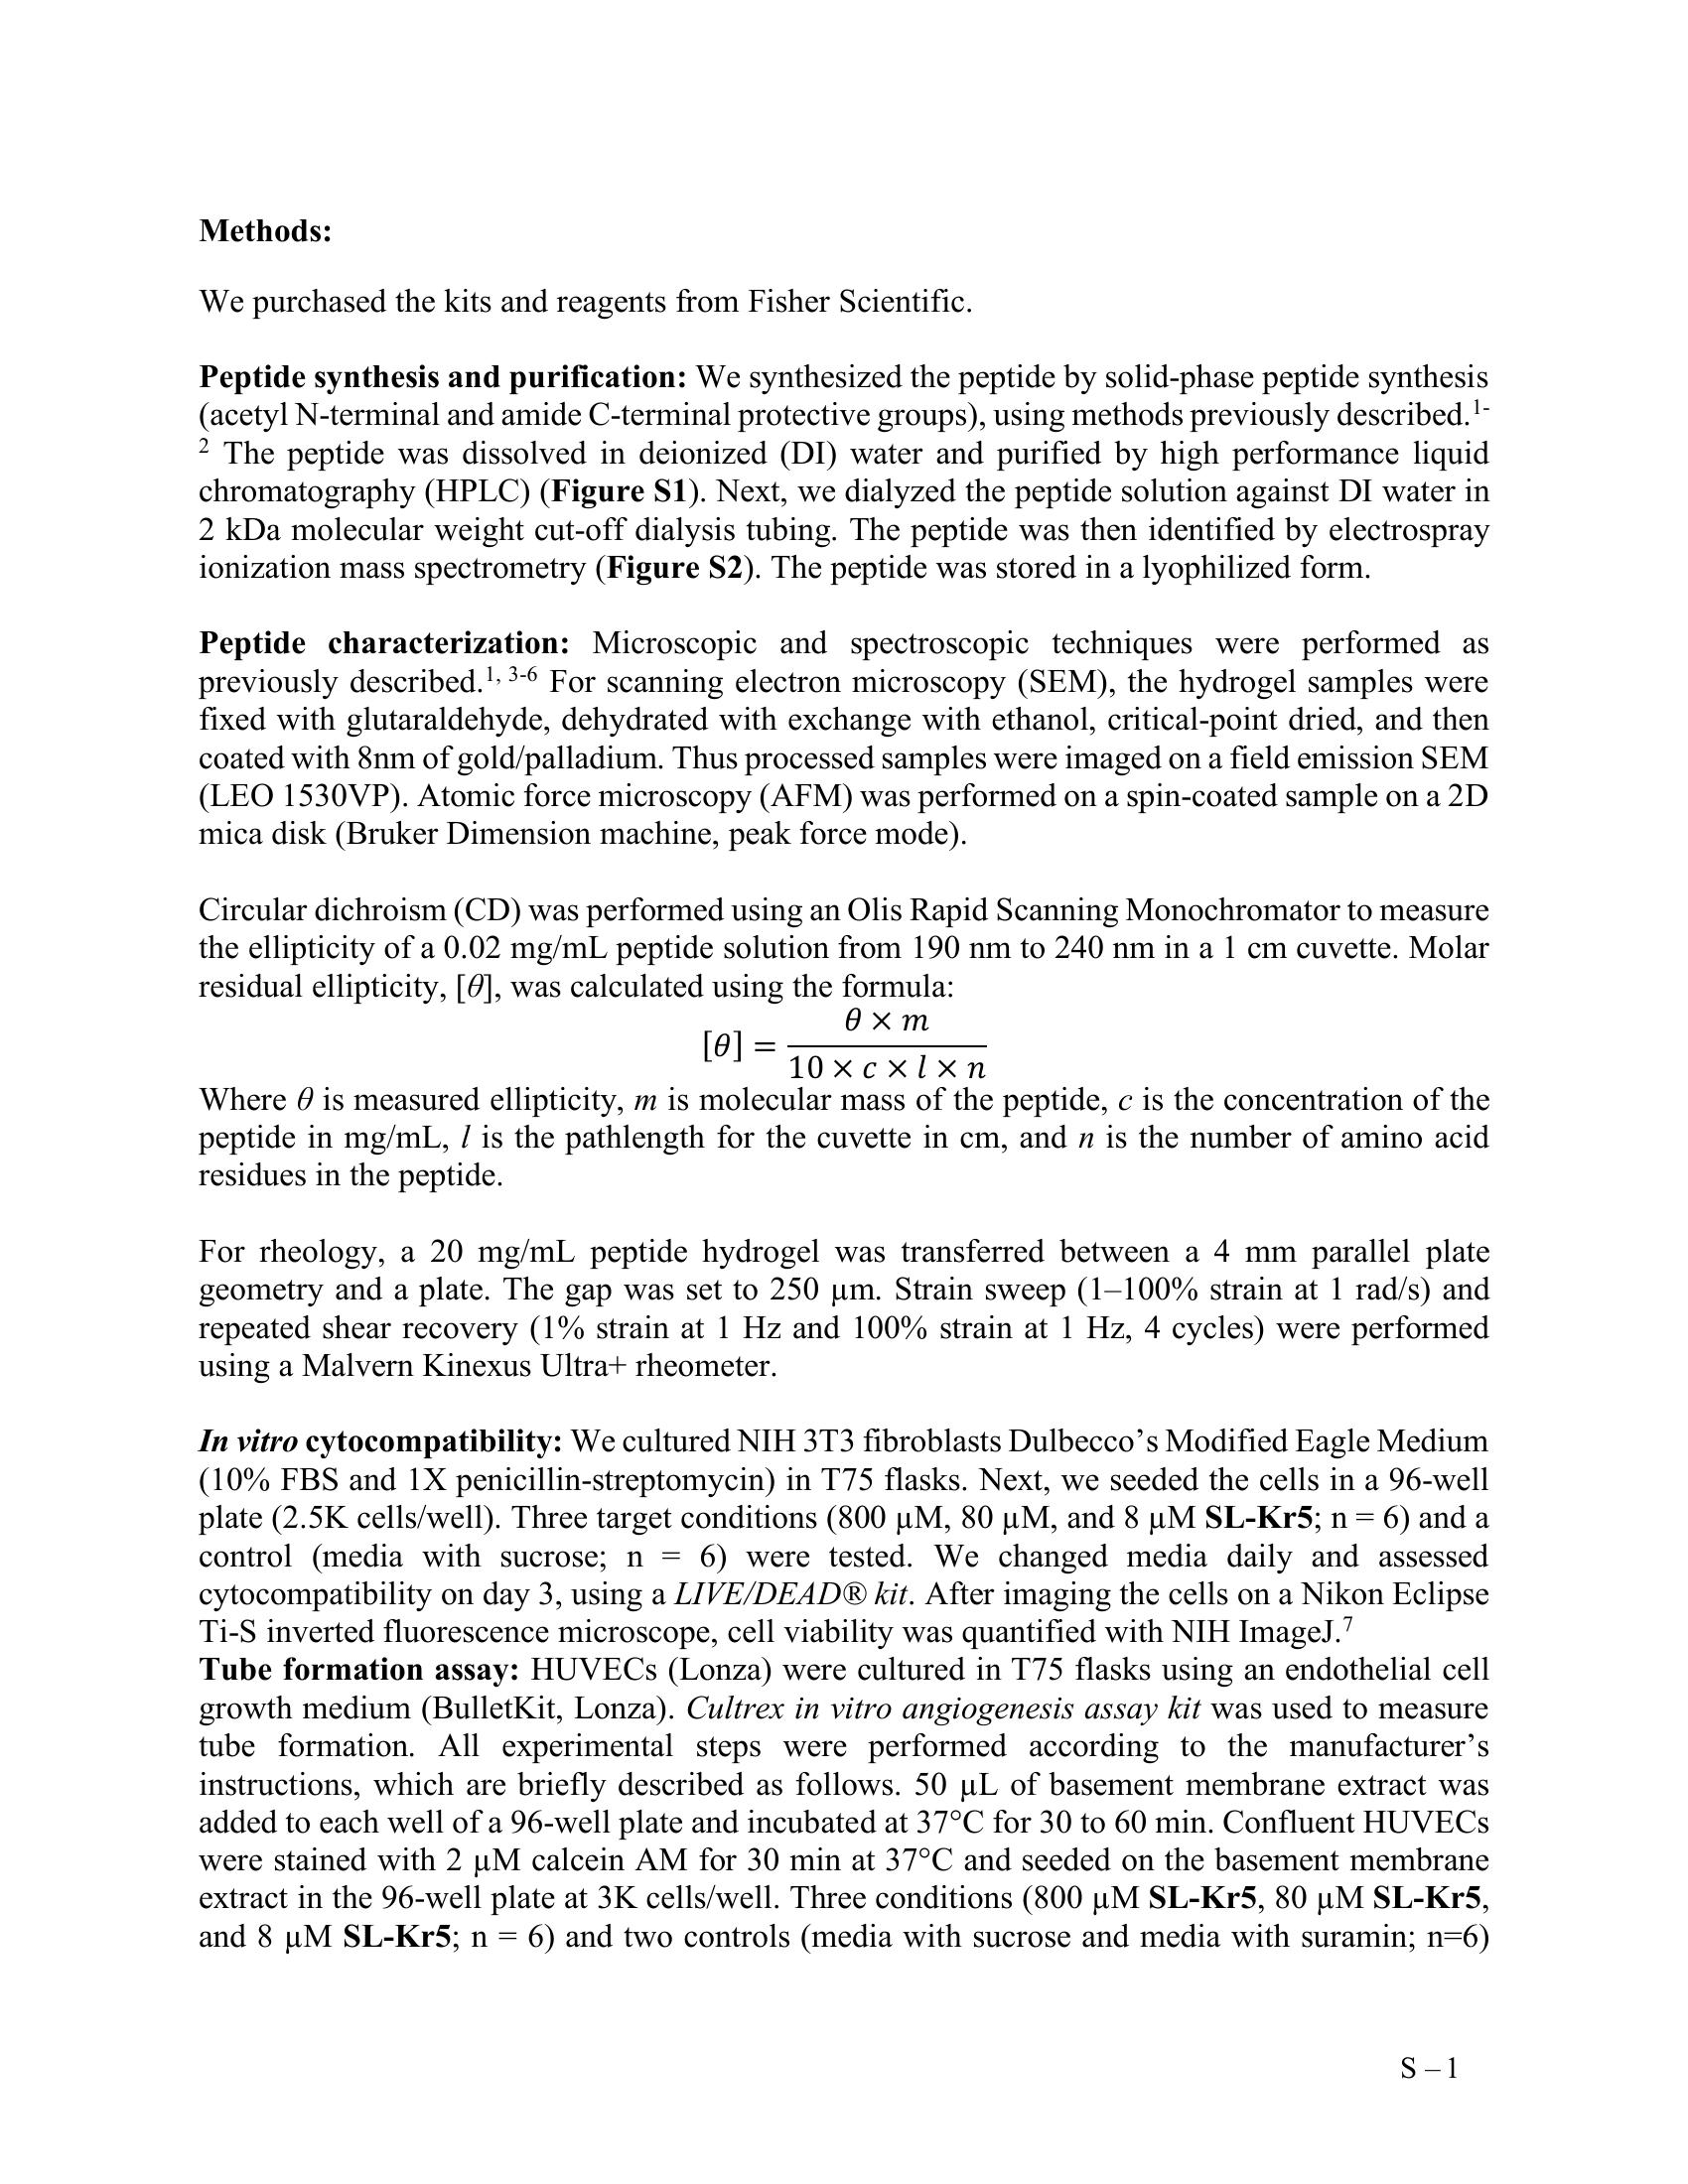 Methods:
We purchased the kits and reagents from Fisher Scientific.
Peptide synthesis and purification: We synthesized the peptide by solid-phase peptide synthesis
(acetyl N-terminal and amide C-terminal protective groups), using methods previously described.1-
2 The peptide was dissolved in deionized (DI) water and purified by high performance liquid
chromatography (HPLC) (Figure S1). Next, we dialyzed the peptide solution against DI water in
2 kDa molecular weight cut-off dialysis tubing. The peptide was then identified by electrospray
ionization mass spectrometry (Figure S2). The peptide was stored in a lyophilized form.
Peptide characterization: Microscopic and spectroscopic techniques were performed as
previously described.1, 3-6 For scanning electron microscopy (SEM), the hydrogel samples were
fixed with glutaraldehyde, dehydrated with exchange with ethanol, critical-point dried, and then
coated with 8nm of gold/palladium. Thus processed samples were imaged on a field emission SEM
(LEO 1530VP). Atomic force microscopy (AFM) was performed on a spin-coated sample on a 2D
mica disk (Bruker Dimension machine, peak force mode).
Circular dichroism (CD) was performed using an Olis Rapid Scanning Monochromator to measure
the ellipticity of a 0.02 mg/mL peptide solution from 190 nm to 240 nm in a 1 cm cuvette. Molar
residual ellipticity, [θ], was calculated using the formula:
[θ] = θ × m / 10 × c × l × n
Where θ is measured ellipticity, m is molecular mass of the peptide, c is the concentration of the
peptide in mg/mL, l is the pathlength for the cuvette in cm, and n is the number of amino acid
residues in the peptide.
For rheology, a 20 mg/mL peptide hydrogel was transferred between a 4 mm parallel plate
geometry and a plate. The gap was set to 250 µm. Strain sweep (1–100% strain at 1 rad/s) and
repeated shear recovery (1% strain at 1 Hz and 100% strain at 1 Hz, 4 cycles) were performed
using a Malvern Kinexus Ultra+ rheometer.
In vitro cytocompatibility: We cultured NIH 3T3 fibroblasts Dulbecco’s Modified Eagle Medium
(10% FBS and 1X penicillin-streptomycin) in T75 flasks. Next, we seeded the cells in a 96-well
plate (2.5K cells/well). Three target conditions (800 µM, 80 µM, and 8 µM SL-Kr5; n = 6) and a
control (media with sucrose; n = 6) were tested. We changed media daily and assessed
cytocompatibility on day 3, using a LIVE/DEAD® kit. After imaging the cells on a Nikon Eclipse
Ti-S inverted fluorescence microscope, cell viability was quantified with NIH ImageJ.7
Tube formation assay: HUVECs (Lonza) were cultured in T75 flasks using an endothelial cell
growth medium (BulletKit, Lonza). Cultrex in vitro angiogenesis assay kit was used to measure
tube formation. All experimental steps were performed according to the manufacturer’s
instructions, which are briefly described as follows. 50 µL of basement membrane extract was
added to each well of a 96-well plate and incubated at 37°C for 30 to 60 min. Confluent HUVECs
were stained with 2 µM calcein AM for 30 min at 37°C and seeded on the basement membrane
extract in the 96-well plate at 3K cells/well. Three conditions (800 µM SL-Kr5, 80 µM SL-Kr5,
and 8 µM SL-Kr5; n = 6) and two controls (media with sucrose and media with suramin; n=6)
S – 1